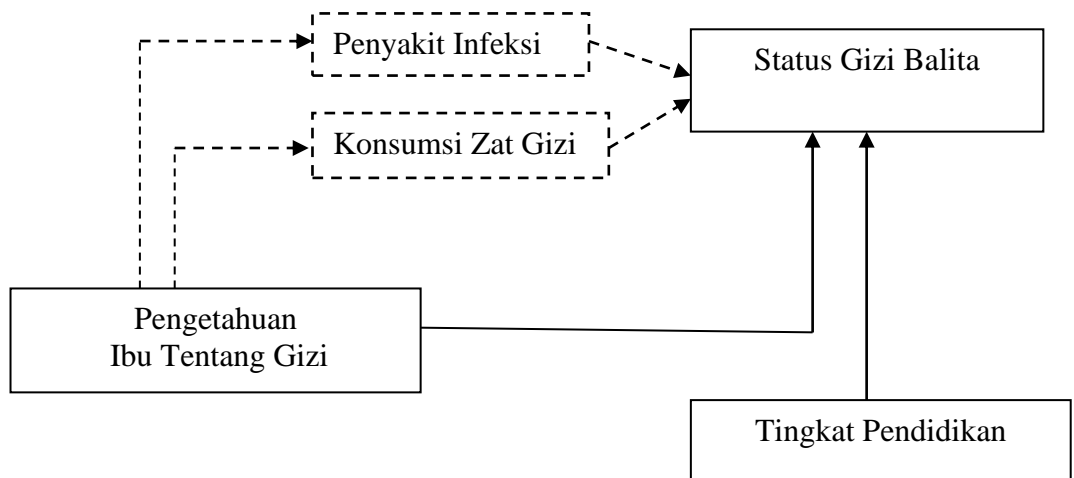 Penyakit Infeksi
Status Gizi Balita
Konsumsi Zat Gizi
Pengetahuan
Ibu Tentang Gizi
Tingkat Pendidikan